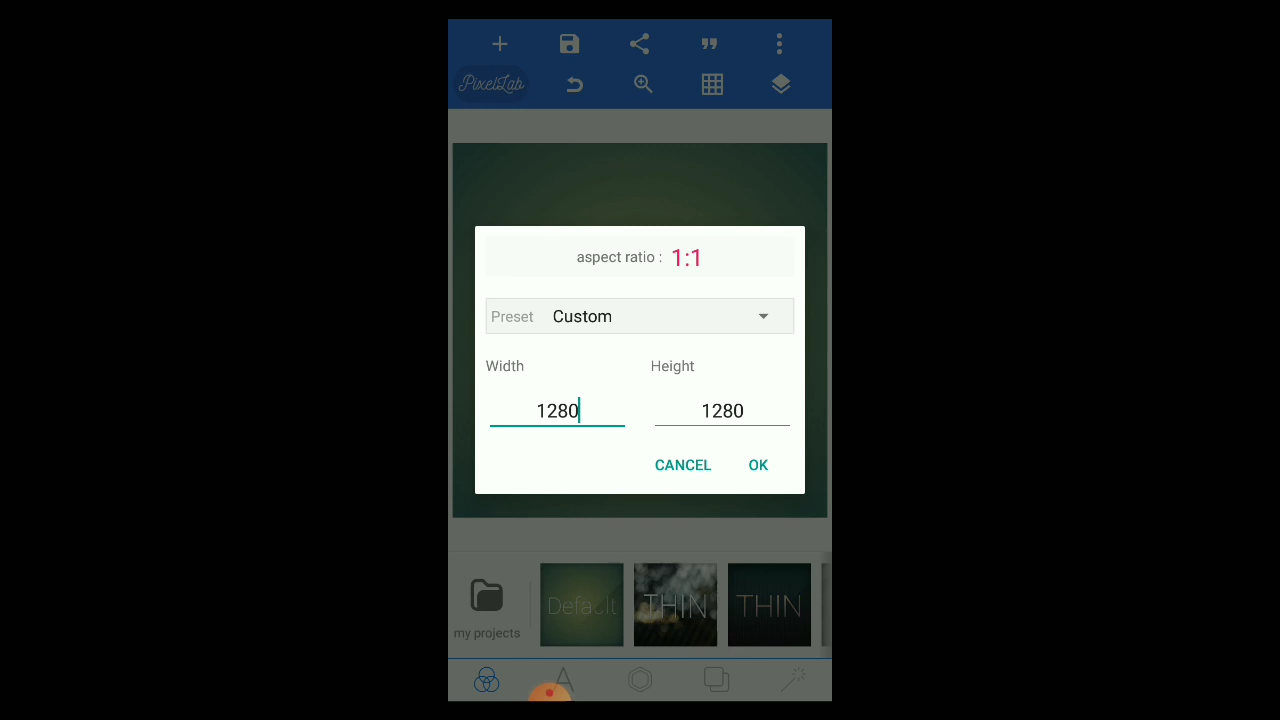 PixelLab
aspect ratio : 1:1
Preset Custom
Width Height
1280 1280
CANCEL OK
my projects Default THIN THIN